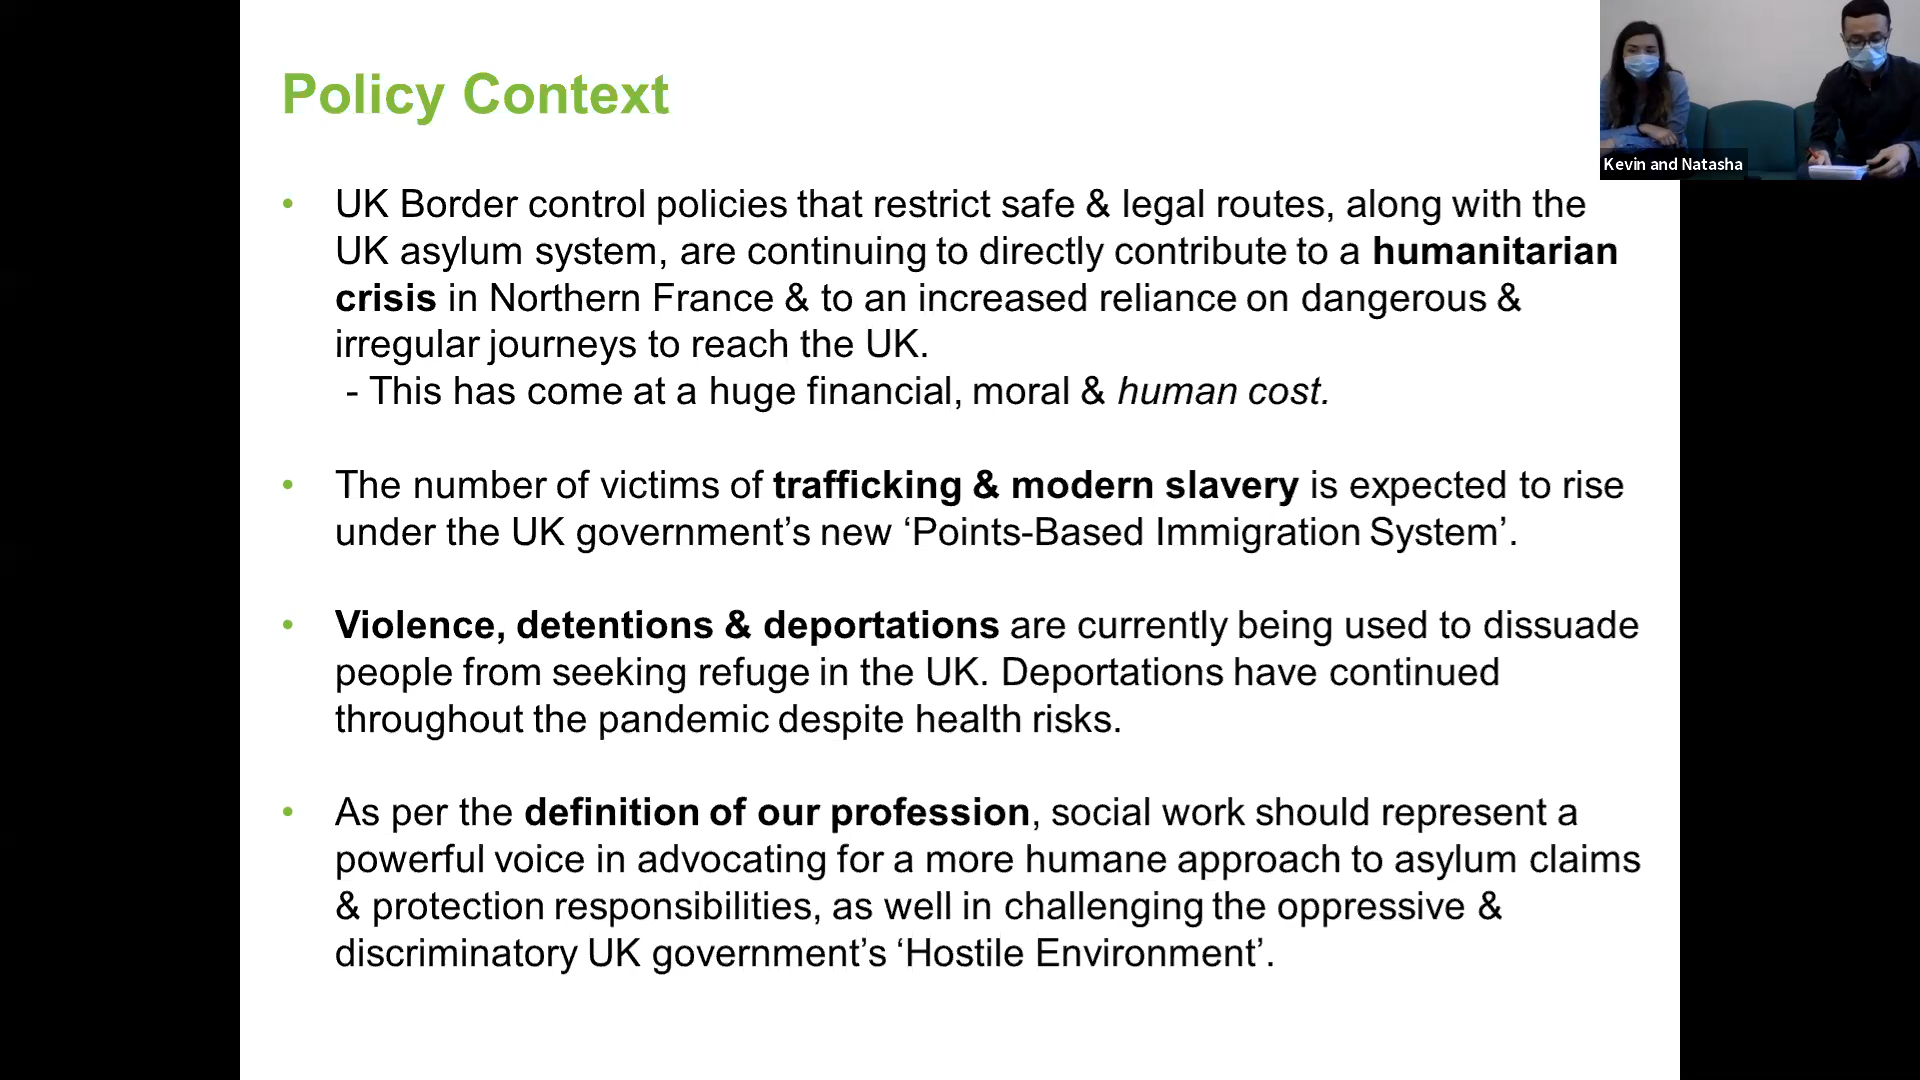 Policy Context
Kevin and Natasha
• UK Border control policies that restrict safe & legal routes, along with the
UK asylum system, are continuing to directly contribute to a humanitarian
crisis in Northern France & to an increased reliance on dangerous &
irregular journeys to reach the UK.
- This has come at a huge financial, moral & human cost.
• The number of victims of trafficking & modern slavery is expected to rise
under the UK government’s new ‘Points-Based Immigration System’.
• Violence, detentions & deportations are currently being used to dissuade
people from seeking refuge in the UK. Deportations have continued
throughout the pandemic despite health risks.
• As per the definition of our profession, social work should represent a
powerful voice in advocating for a more humane approach to asylum claims
& protection responsibilities, as well in challenging the oppressive &
discriminatory UK government’s ‘Hostile Environment’.